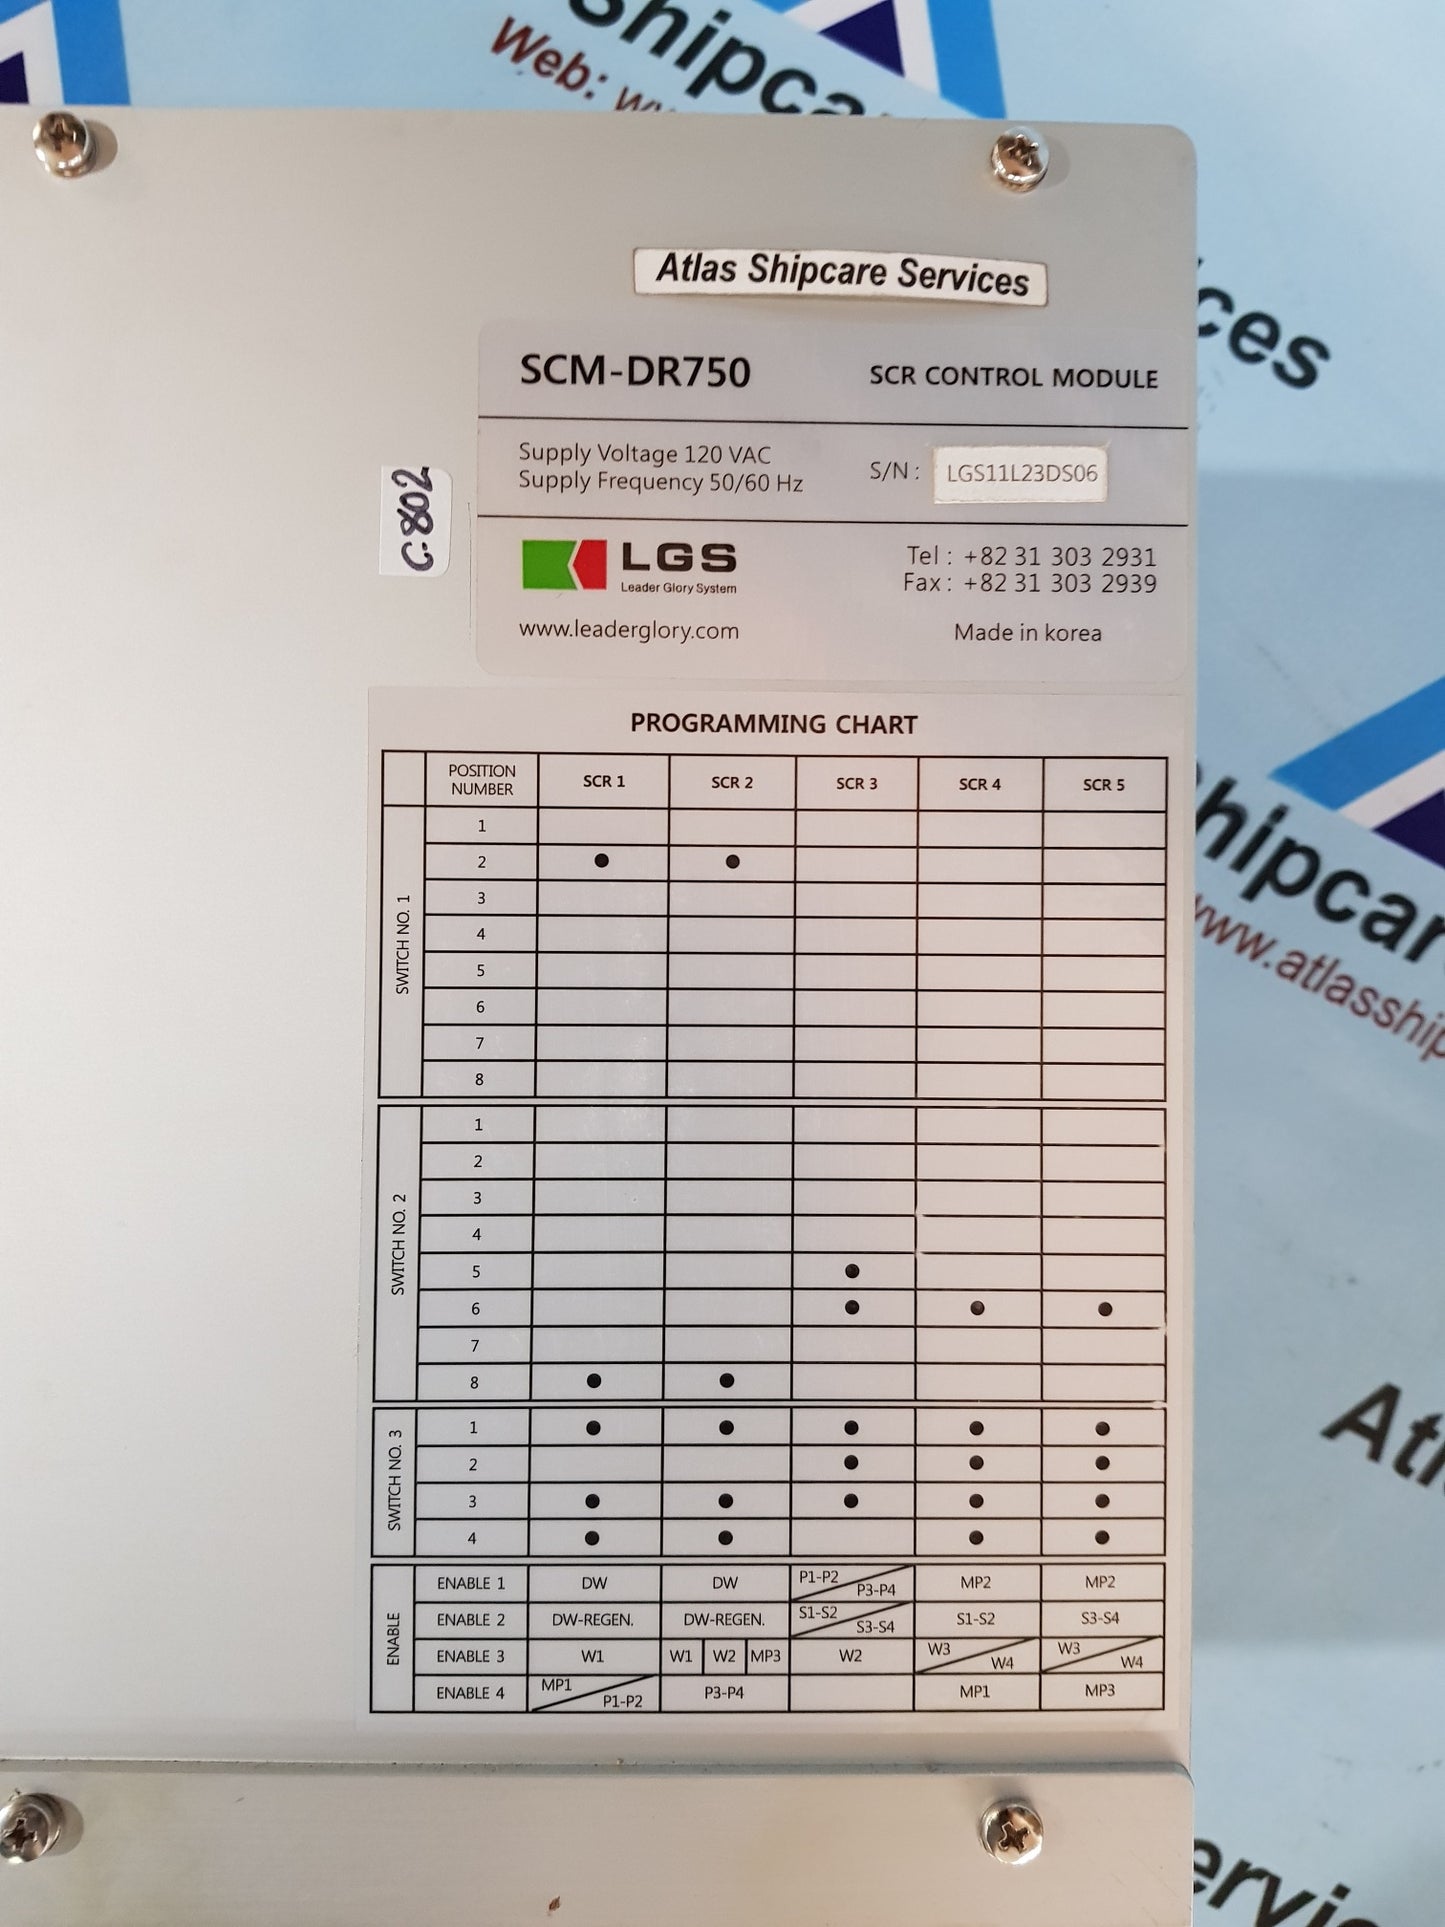 Shipcare
Web: ww
Atlas Shipcare Services
ces
SCM-DR750 SCR CONTROL MODULE
Supply Voltage 120 VAC
Supply Frequency 50/60 Hz
S/N : LGS11L23DS06
C-802
LGS
Leader Glory System
Tel : +82 31 303 2931
Fax : +82 31 303 2939
www.leaderglory.com Made in korea
PROGRAMMING CHART
POSITION NUMBER SCR 1 SCR 2 SCR 3 SCR 4 SCR 5
SWITCH NO. 1
1
2 ● ●
3
4
5
6
7
8
SWITCH NO. 2
1
2
3
4
5 ●
6 ● ● ●
7
8 ● ●
SWITCH NO. 3
1 ● ● ● ● ●
2 ● ● ●
3 ● ● ● ● ●
4 ● ● ● ●
ENABLE
ENABLE 1 DW DW P1-P2 P3-P4 MP2 MP2
ENABLE 2 DW-REGEN. DW-REGEN. S1-S2 S3-S4 S1-S2 S3-S4
ENABLE 3 W1 W1 W2 MP3 W2 W3 W4 W3 W4
ENABLE 4 MP1 P1-P2 P3-P4 MP1 MP3
hipcar
www.atlasship
Atl
ervic